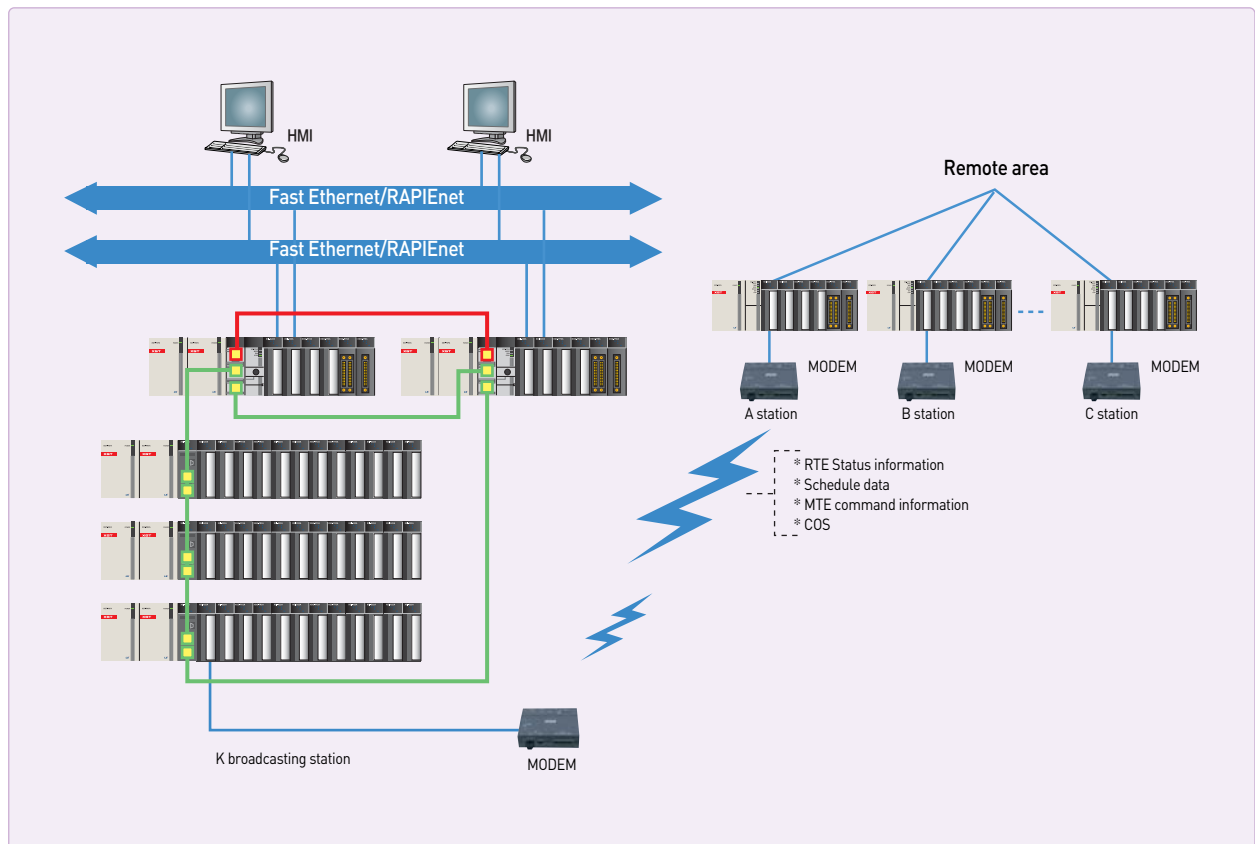 HMI
HMI
Fast Ethernet/RAPIEnet
Fast Ethernet/RAPIEnet
Remote area
MODEM
MODEM
MODEM
A station
B station
C station
* RTE Status information
* Schedule data
* MTE command information
* COS
K broadcasting station
MODEM